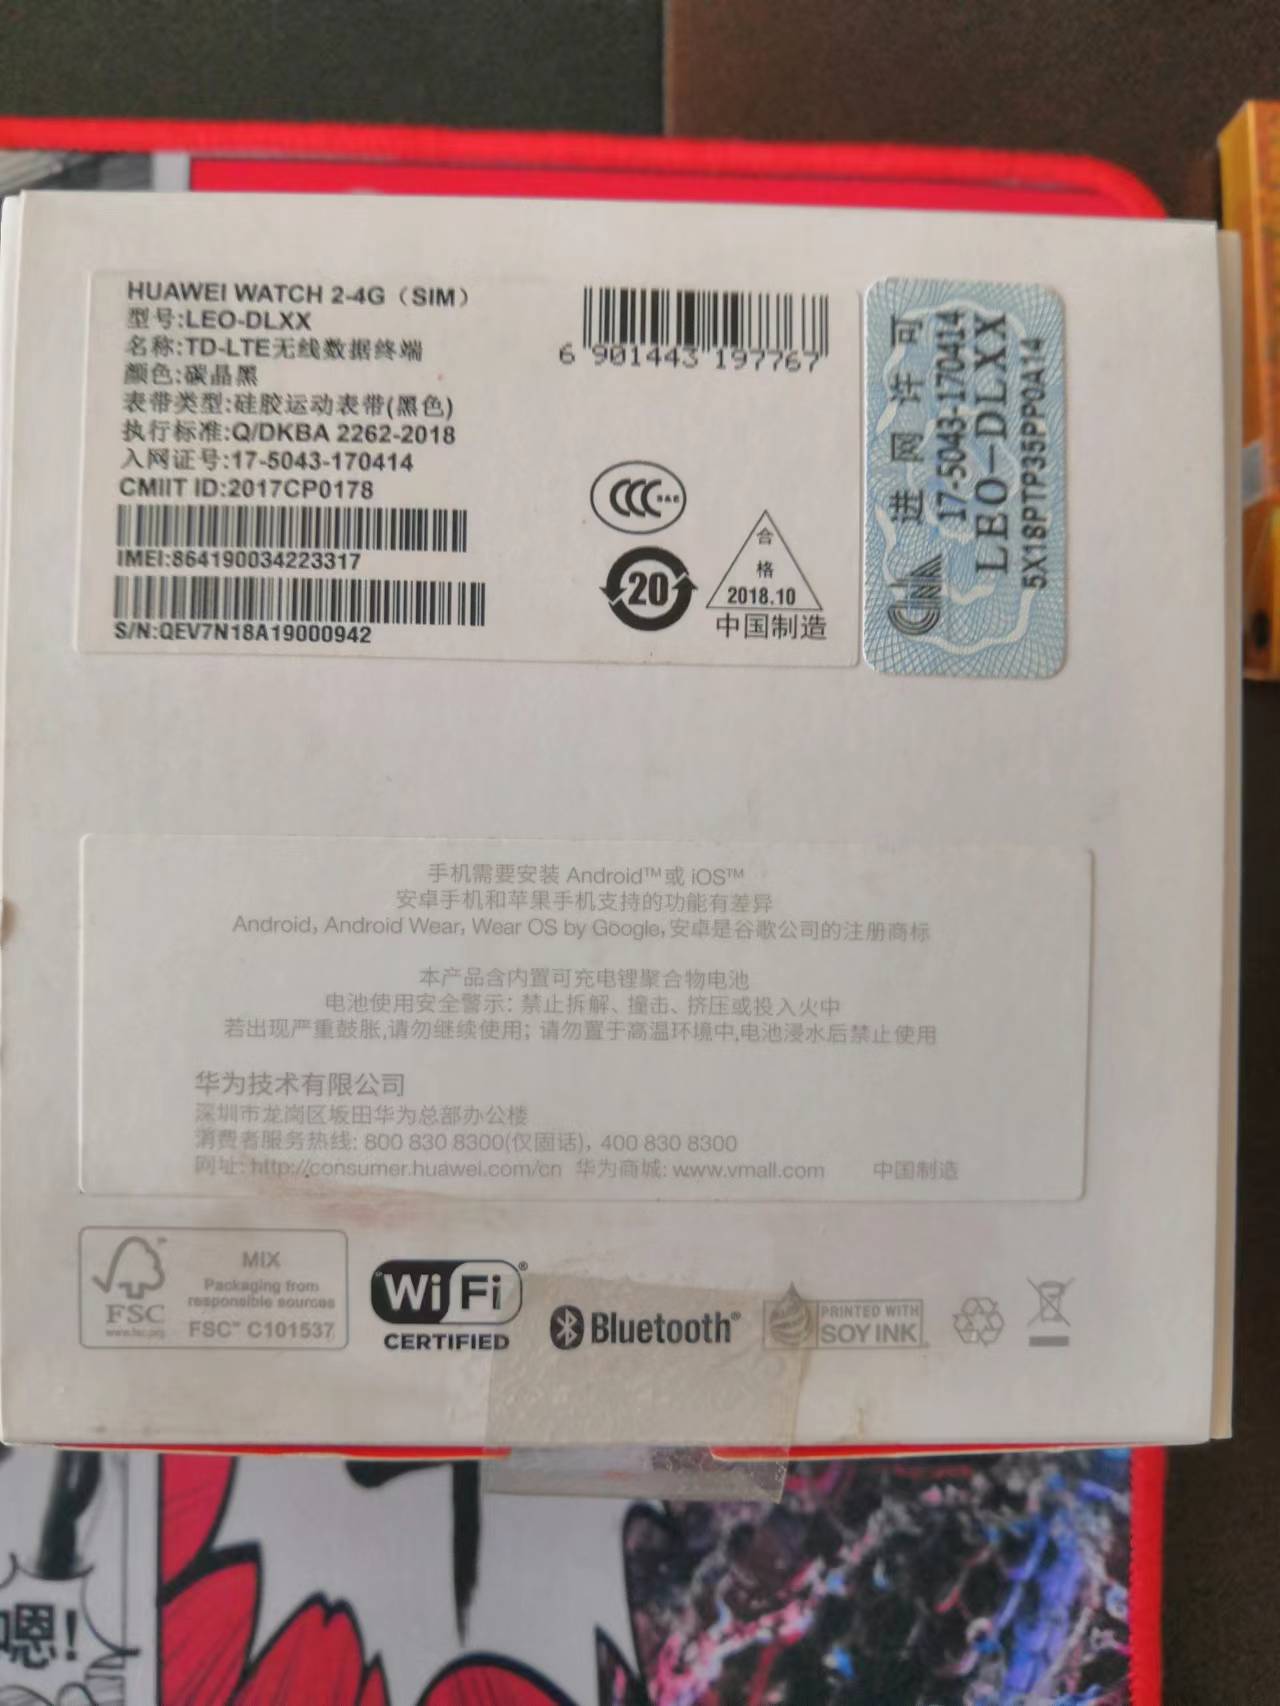 HUAWEI WATCH 2-4G（SIM）
型号:LEO-DLXX
名称:TD-LTE无线数据终端
颜色:碳晶黑
表带类型:硅胶运动表带(黑色)
执行标准:Q/DKBA 2262-2018
入网证号:17-5043-170414
CMIIT ID:2017CP0178
IMEI:864190034223317
S/N:QEV7N18A19000942
6 901443 197767
CCC S&E
20
合
格
2018.10
中国制造
进网许可
17-5043-170414
LEO-DLXX
5X18PTP35PP0A14
CNA
手机需要安装 Android™或 iOS™
安卓手机和苹果手机支持的功能有差异
Android, Android Wear, Wear OS by Google,安卓是谷歌公司的注册商标
本产品含内置可充电锂聚合物电池
电池使用安全警示: 禁止拆解、撞击、挤压或投入火中
若出现严重鼓胀,请勿继续使用; 请勿置于高温环境中,电池浸水后禁止使用
华为技术有限公司
深圳市龙岗区坂田华为总部办公楼
消费者服务热线: 800 830 8300(仅固话), 400 830 8300
网址: http://consumer.huawei.com/cn 华为商城: www.vmall.com 中国制造
FSC
www.fsc.org
MIX
Packaging from
responsible sources
FSC™ C101537
WiFi®
CERTIFIED
Bluetooth®
PRINTED WITH
SOY INK